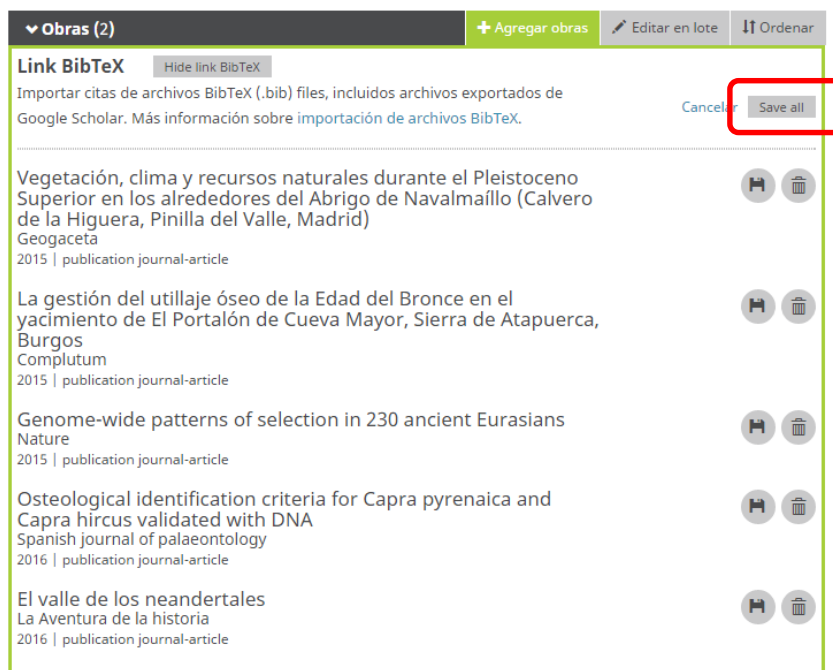 Obras (2) Agregar obras Editar en lote Ordenar
Link BibTeX Hide link BibTeX
Importar citas de archivos BibTeX (.bib) files, incluidos archivos exportados de
Google Scholar. Más información sobre importación de archivos BibTeX.
Cancelar Save all
Vegetación, clima y recursos naturales durante el Pleistoceno
Superior en los alrededores del Abrigo de Navalmaíllo (Calvero
de la Higuera, Pinilla del Valle, Madrid)
Geogaceta
2015 | publication journal-article
La gestión del utillaje óseo de la Edad del Bronce en el
yacimiento de El Portalón de Cueva Mayor, Sierra de Atapuerca,
Burgos
Complutum
2015 | publication journal-article
Genome-wide patterns of selection in 230 ancient Eurasians
Nature
2015 | publication journal-article
Osteological identification criteria for Capra pyrenaica and
Capra hircus validated with DNA
Spanish journal of palaeontology
2016 | publication journal-article
El valle de los neandertales
La Aventura de la historia
2016 | publication journal-article